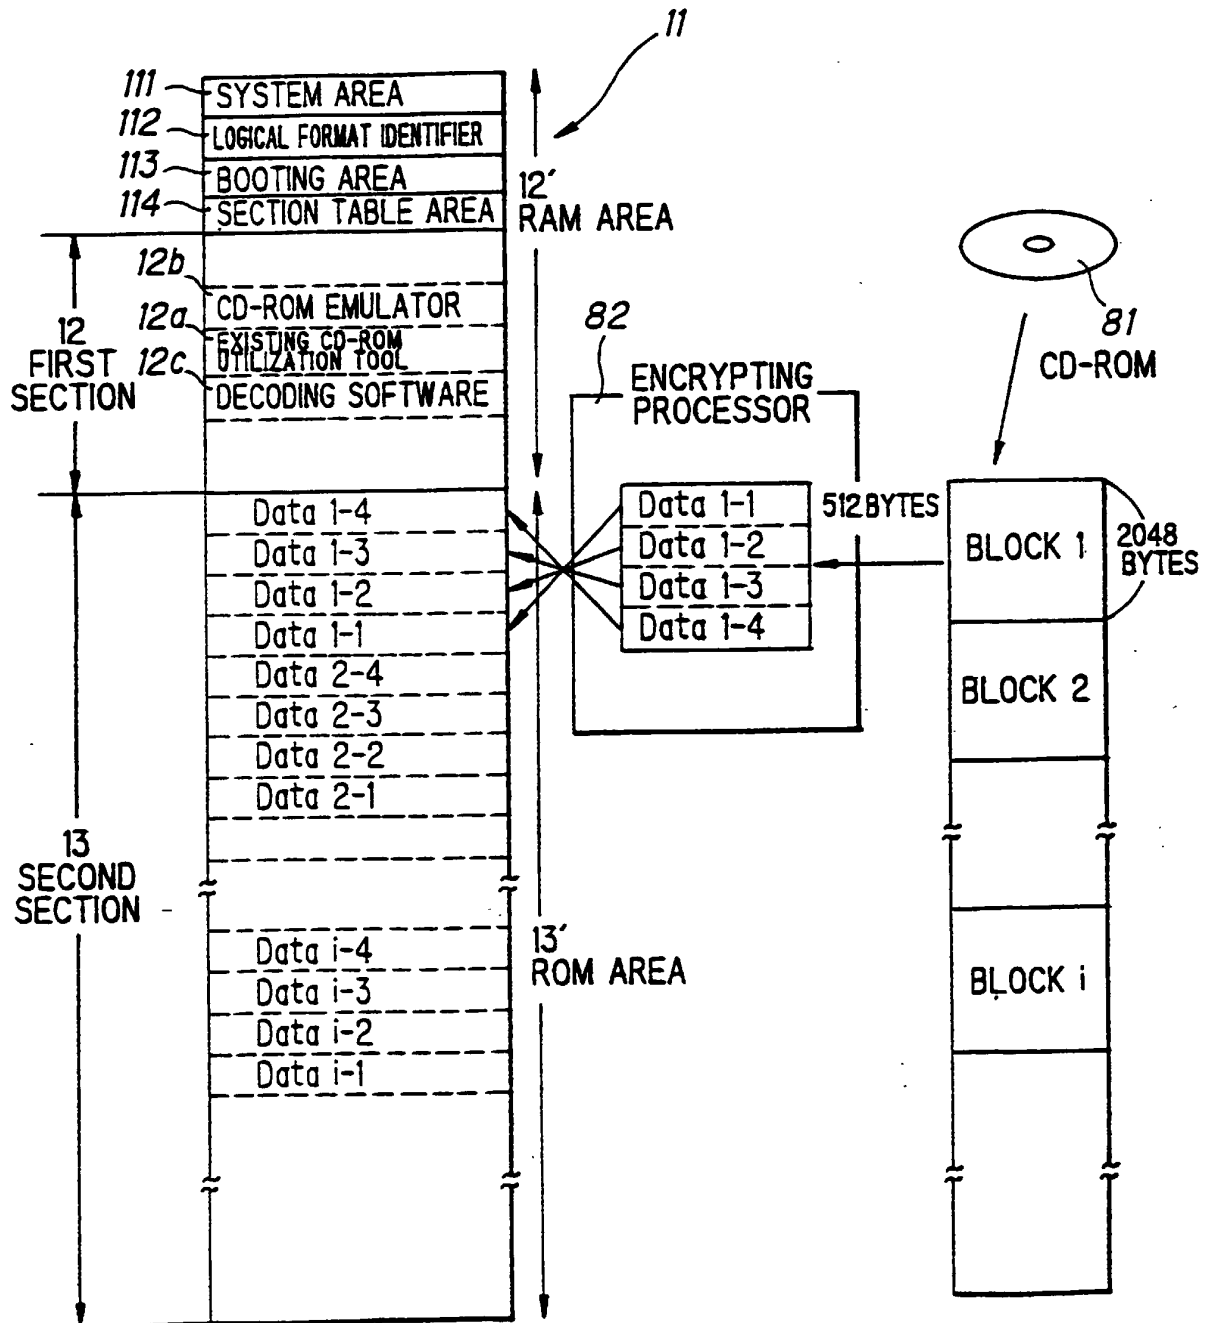 11
111
SYSTEM AREA
112
LOGICAL FORMAT IDENTIFIER
113
BOOTING AREA
114
SECTION TABLE AREA
12′
RAM AREA
12
FIRST
SECTION
12b
CD-ROM EMULATOR
12a
EXISTING CD-ROM
UTILIZATION TOOL
12c
DECODING SOFTWARE
13
SECOND
SECTION
Data 1-4
Data 1-3
Data 1-2
Data 1-1
Data 2-4
Data 2-3
Data 2-2
Data 2-1
Data i-4
Data i-3
Data i-2
Data i-1
13′
ROM AREA
82
ENCRYPTING
PROCESSOR
Data 1-1
Data 1-2
Data 1-3
Data 1-4
512 BYTES
81
CD-ROM
BLOCK 1
2048
BYTES
BLOCK 2
BLOCK i